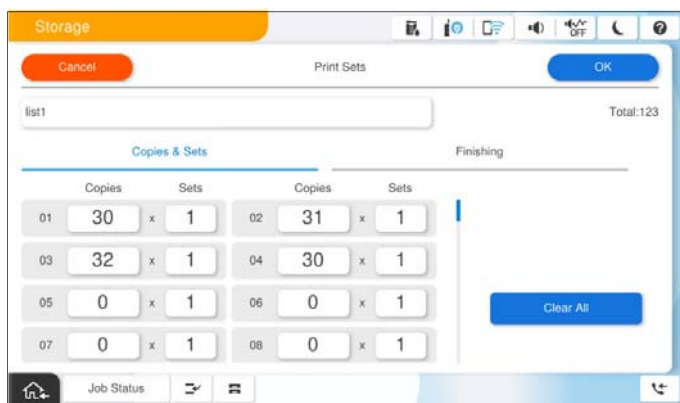 Storage
OFF
Cancel Print Sets OK
list1 Total:123
Copies & Sets Finishing
Copies Sets Copies Sets
01 30 x 1 02 31 x 1
03 32 x 1 04 30 x 1
05 0 x 1 06 0 x 1 Clear All
07 0 x 1 08 0 x 1
Job Status